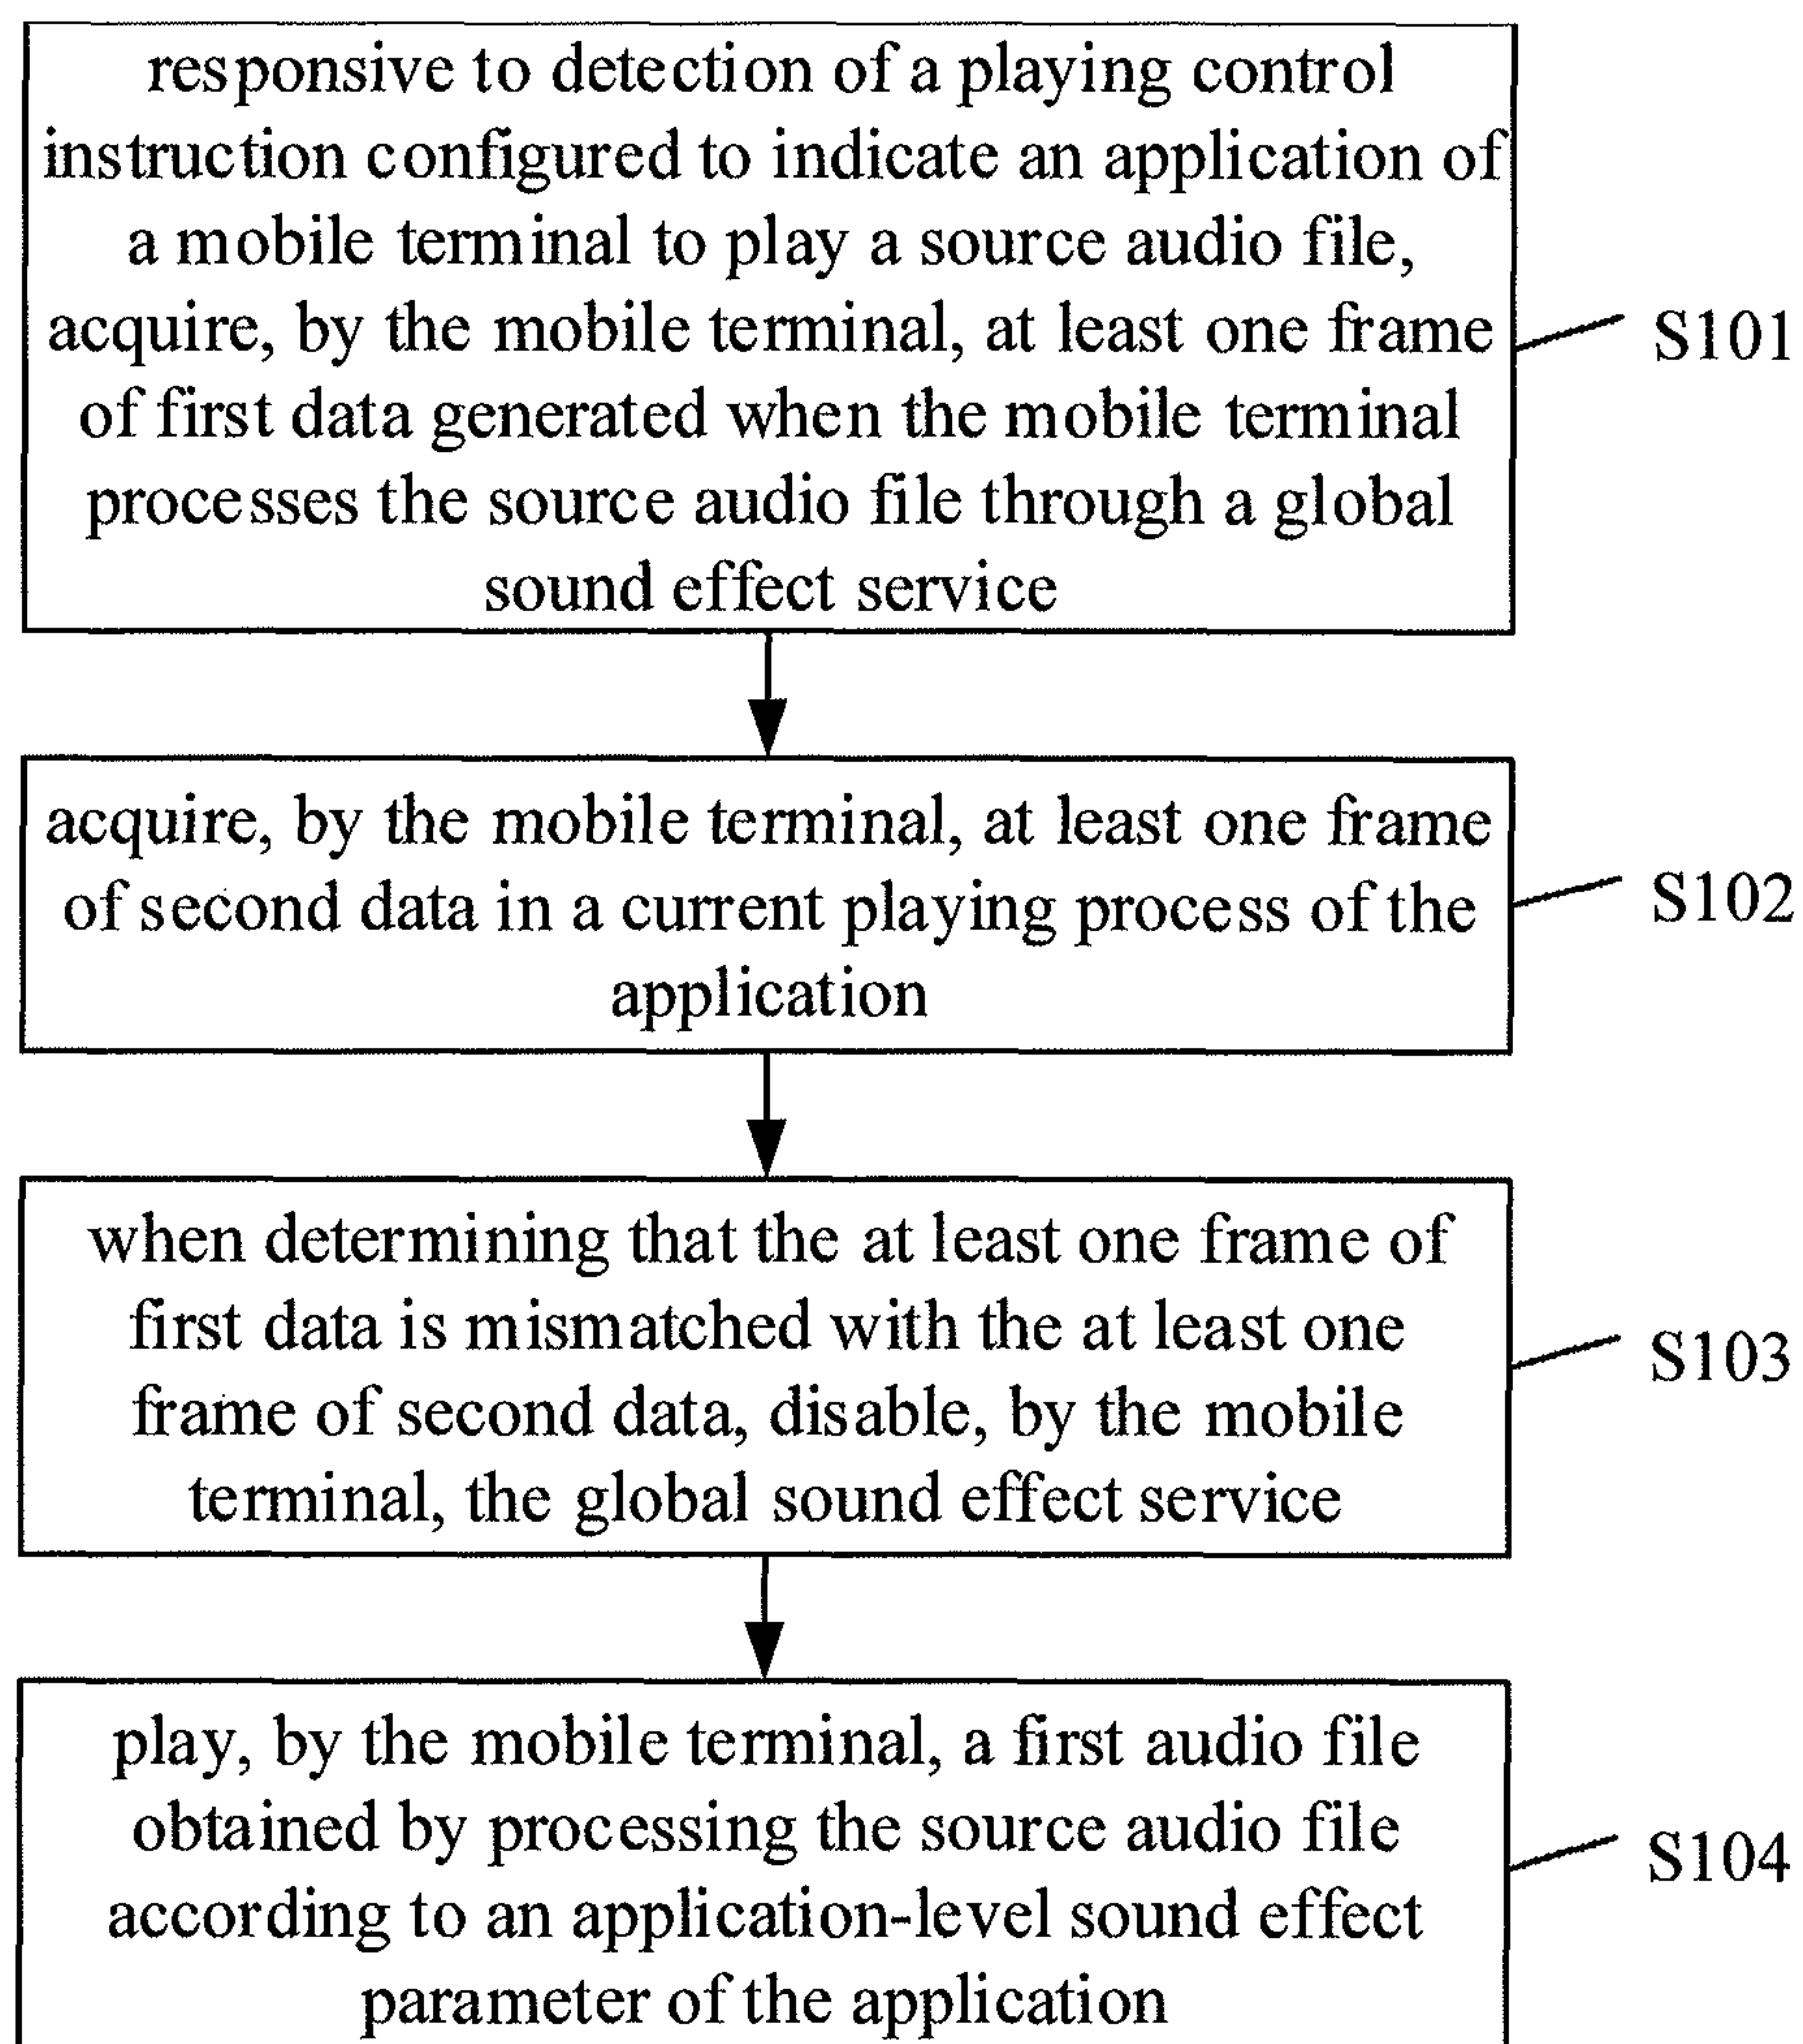 responsive to detection of a playing control
instruction configured to indicate an application of
a mobile terminal to play a source audio file,
acquire, by the mobile terminal, at least one frame
of first data generated when the mobile terminal
processes the source audio file through a global
sound effect service
S101
acquire, by the mobile terminal, at least one frame
of second data in a current playing process of the
application
S102
when determining that the at least one frame of
first data is mismatched with the at least one
frame of second data, disable, by the mobile
terminal, the global sound effect service
S103
play, by the mobile terminal, a first audio file
obtained by processing the source audio file
according to an application-level sound effect
parameter of the application
S104